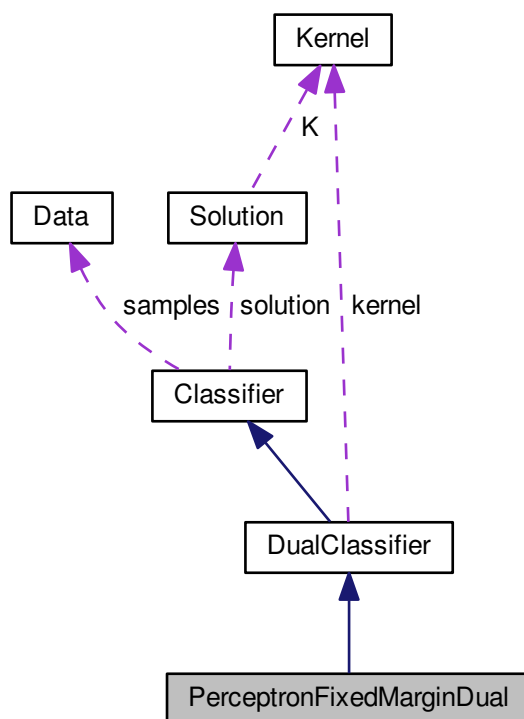 Kernel
K
Data
Solution
samples
solution
kernel
Classifier
DualClassifier
PerceptronFixedMarginDual